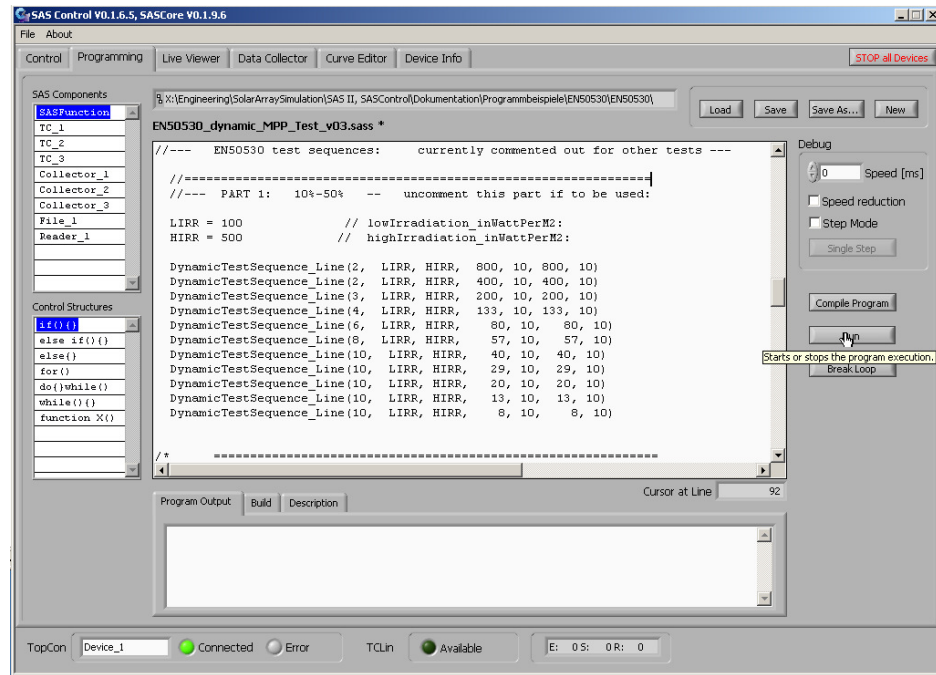 SAS Control V0.1.6.5, SASCore V0.1.9.6
File About
Control Programming Live Viewer Data Collector Curve Editor Device Info STOP all Devices
SAS Components
SASFunction
TC_1
TC_2
TC_3
Collector_1
Collector_2
Collector_3
File_1
Reader_1
Control Structures
if(){}
else if(){}
else{}
for()
do{}while()
while(){}
function X()
X:\Engineering\SolarArraySimulation\SAS II, SASControl\Dokumentation\Programmbeispiele\EN50530\EN50530\
Load Save Save As... New
EN50530_dynamic_MPP_Test_v03.sass *
//--- EN50530 test sequences: currently commented out for other tests ---
//==============================================================
//--- PART 1: 10%-50% -- uncomment this part if to be used:
LIRR = 100 // lowIrradiation_inWattPerM2:
HIRR = 500 // highIrradiation_inWattPerM2:
DynamicTestSequence_Line(2, LIRR, HIRR, 800, 10, 800, 10)
DynamicTestSequence_Line(2, LIRR, HIRR, 400, 10, 400, 10)
DynamicTestSequence_Line(3, LIRR, HIRR, 200, 10, 200, 10)
DynamicTestSequence_Line(4, LIRR, HIRR, 133, 10, 133, 10)
DynamicTestSequence_Line(6, LIRR, HIRR, 80, 10, 80, 10)
DynamicTestSequence_Line(8, LIRR, HIRR, 57, 10, 57, 10)
DynamicTestSequence_Line(10, LIRR, HIRR, 40, 10, 40, 10)
DynamicTestSequence_Line(10, LIRR, HIRR, 29, 10, 29, 10)
DynamicTestSequence_Line(10, LIRR, HIRR, 20, 10, 20, 10)
DynamicTestSequence_Line(10, LIRR, HIRR, 13, 10, 13, 10)
DynamicTestSequence_Line(10, LIRR, HIRR, 8, 10, 8, 10)
/* ===========================================================
Cursor at Line 92
Debug
0 Speed [ms]
Speed reduction
Step Mode
Single Step
Compile Program
Run
Starts or stops the program execution.
Break Loop
Program Output Build Description
TopCon Device_1 Connected Error TCLin Available E: 0 S: 0 R: 0